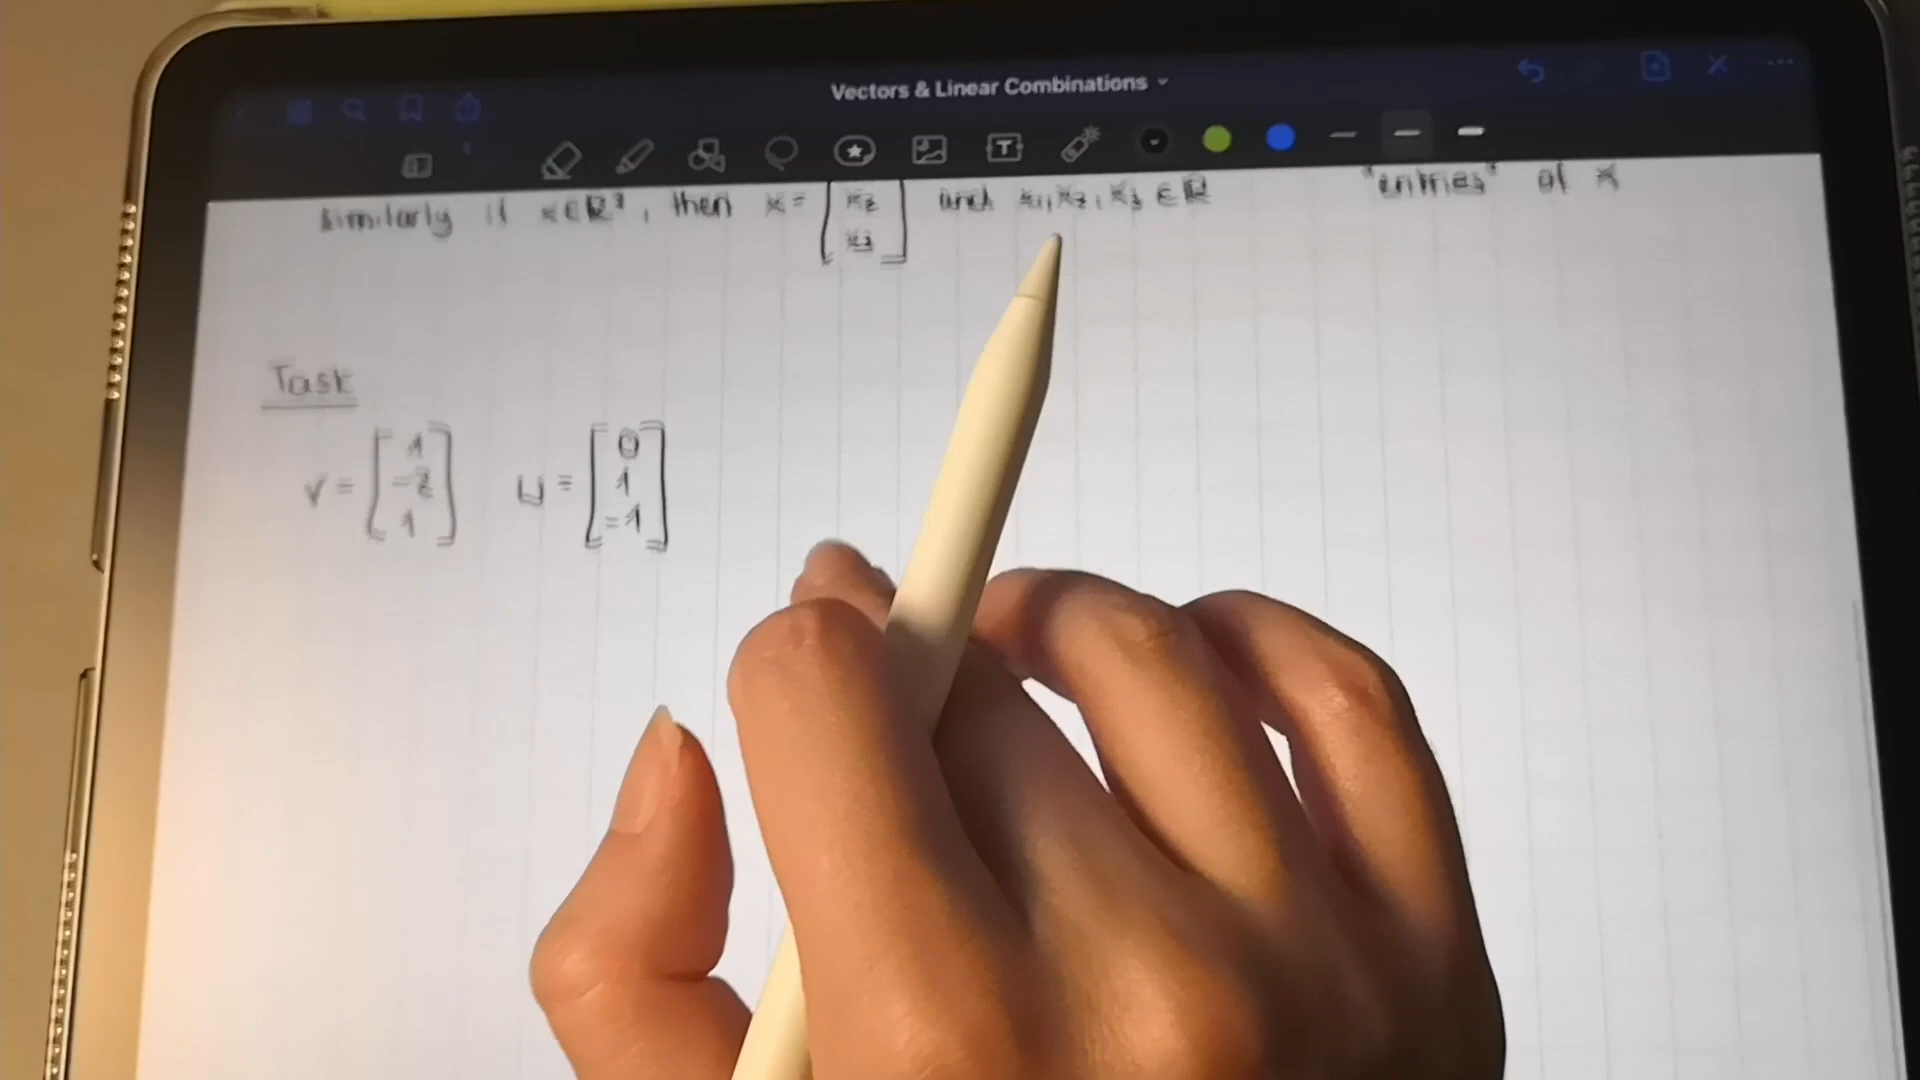 Vectors & Linear Combinations
"entries" of x
similarly if x ∈ ℝ³, then x = [x₂ x₃] and x₁, x₂, x₃ ∈ ℝ
Task
v = [1 -2 1] u = [0 1 -1]